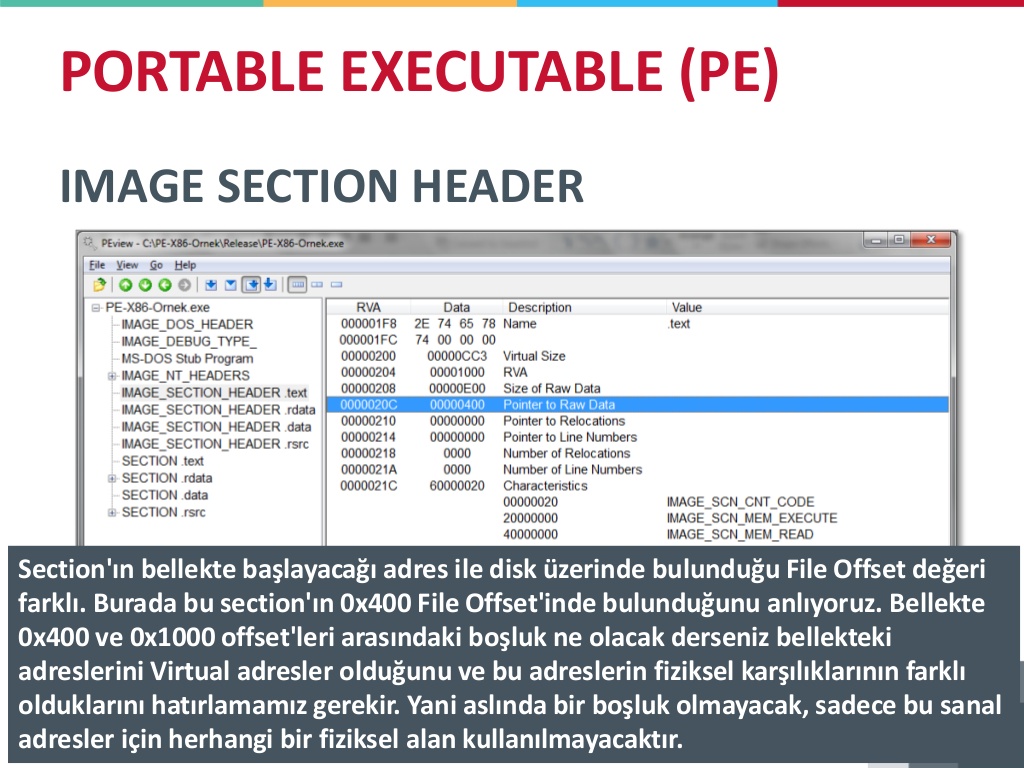 PORTABLE EXECUTABLE (PE)
IMAGE SECTION HEADER
PEview - C:\PE-X86-Ornek\Release\PE-X86-Ornek.exe
File View Go Help
PE-X86-Ornek.exe
IMAGE_DOS_HEADER
IMAGE_DEBUG_TYPE_
MS-DOS Stub Program
IMAGE_NT_HEADERS
IMAGE_SECTION_HEADER .text
IMAGE_SECTION_HEADER .rdata
IMAGE_SECTION_HEADER .data
IMAGE_SECTION_HEADER .rsrc
SECTION .text
SECTION .rdata
SECTION .data
SECTION .rsrc
RVA Data Description Value
000001F8 2E 74 65 78 Name .text
000001FC 74 00 00 00
00000200 00000CC3 Virtual Size
00000204 00001000 RVA
00000208 00000E00 Size of Raw Data
0000020C 00000400 Pointer to Raw Data
00000210 00000000 Pointer to Relocations
00000214 00000000 Pointer to Line Numbers
00000218 0000 Number of Relocations
0000021A 0000 Number of Line Numbers
0000021C 60000020 Characteristics
00000020 IMAGE_SCN_CNT_CODE
20000000 IMAGE_SCN_MEM_EXECUTE
40000000 IMAGE_SCN_MEM_READ
Section'ın bellekte başlayacağı adres ile disk üzerinde bulunduğu File Offset değeri
farklı. Burada bu section'ın 0x400 File Offset'inde bulunduğunu anlıyoruz. Bellekte
0x400 ve 0x1000 offset'leri arasındaki boşluk ne olacak derseniz bellekteki
adreslerini Virtual adresler olduğunu ve bu adreslerin fiziksel karşılıklarının farklı
olduklarını hatırlamamız gerekir. Yani aslında bir boşluk olmayacak, sadece bu sanal
adresler için herhangi bir fiziksel alan kullanılmayacaktır.